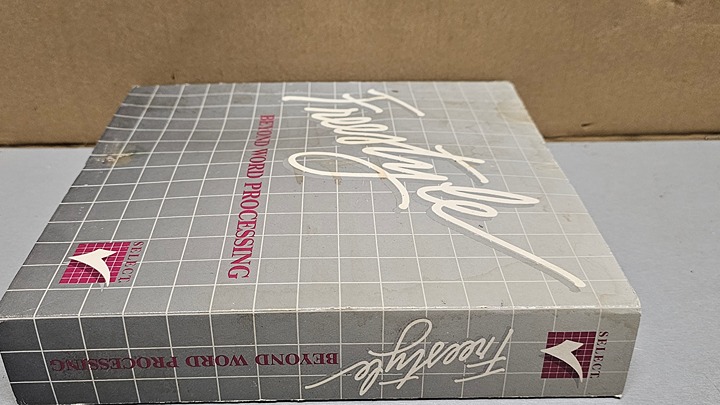 Freestyle
BEYOND WORD PROCESSING
SELECT
SELECT
Freestyle
BEYOND WORD PROCESSING